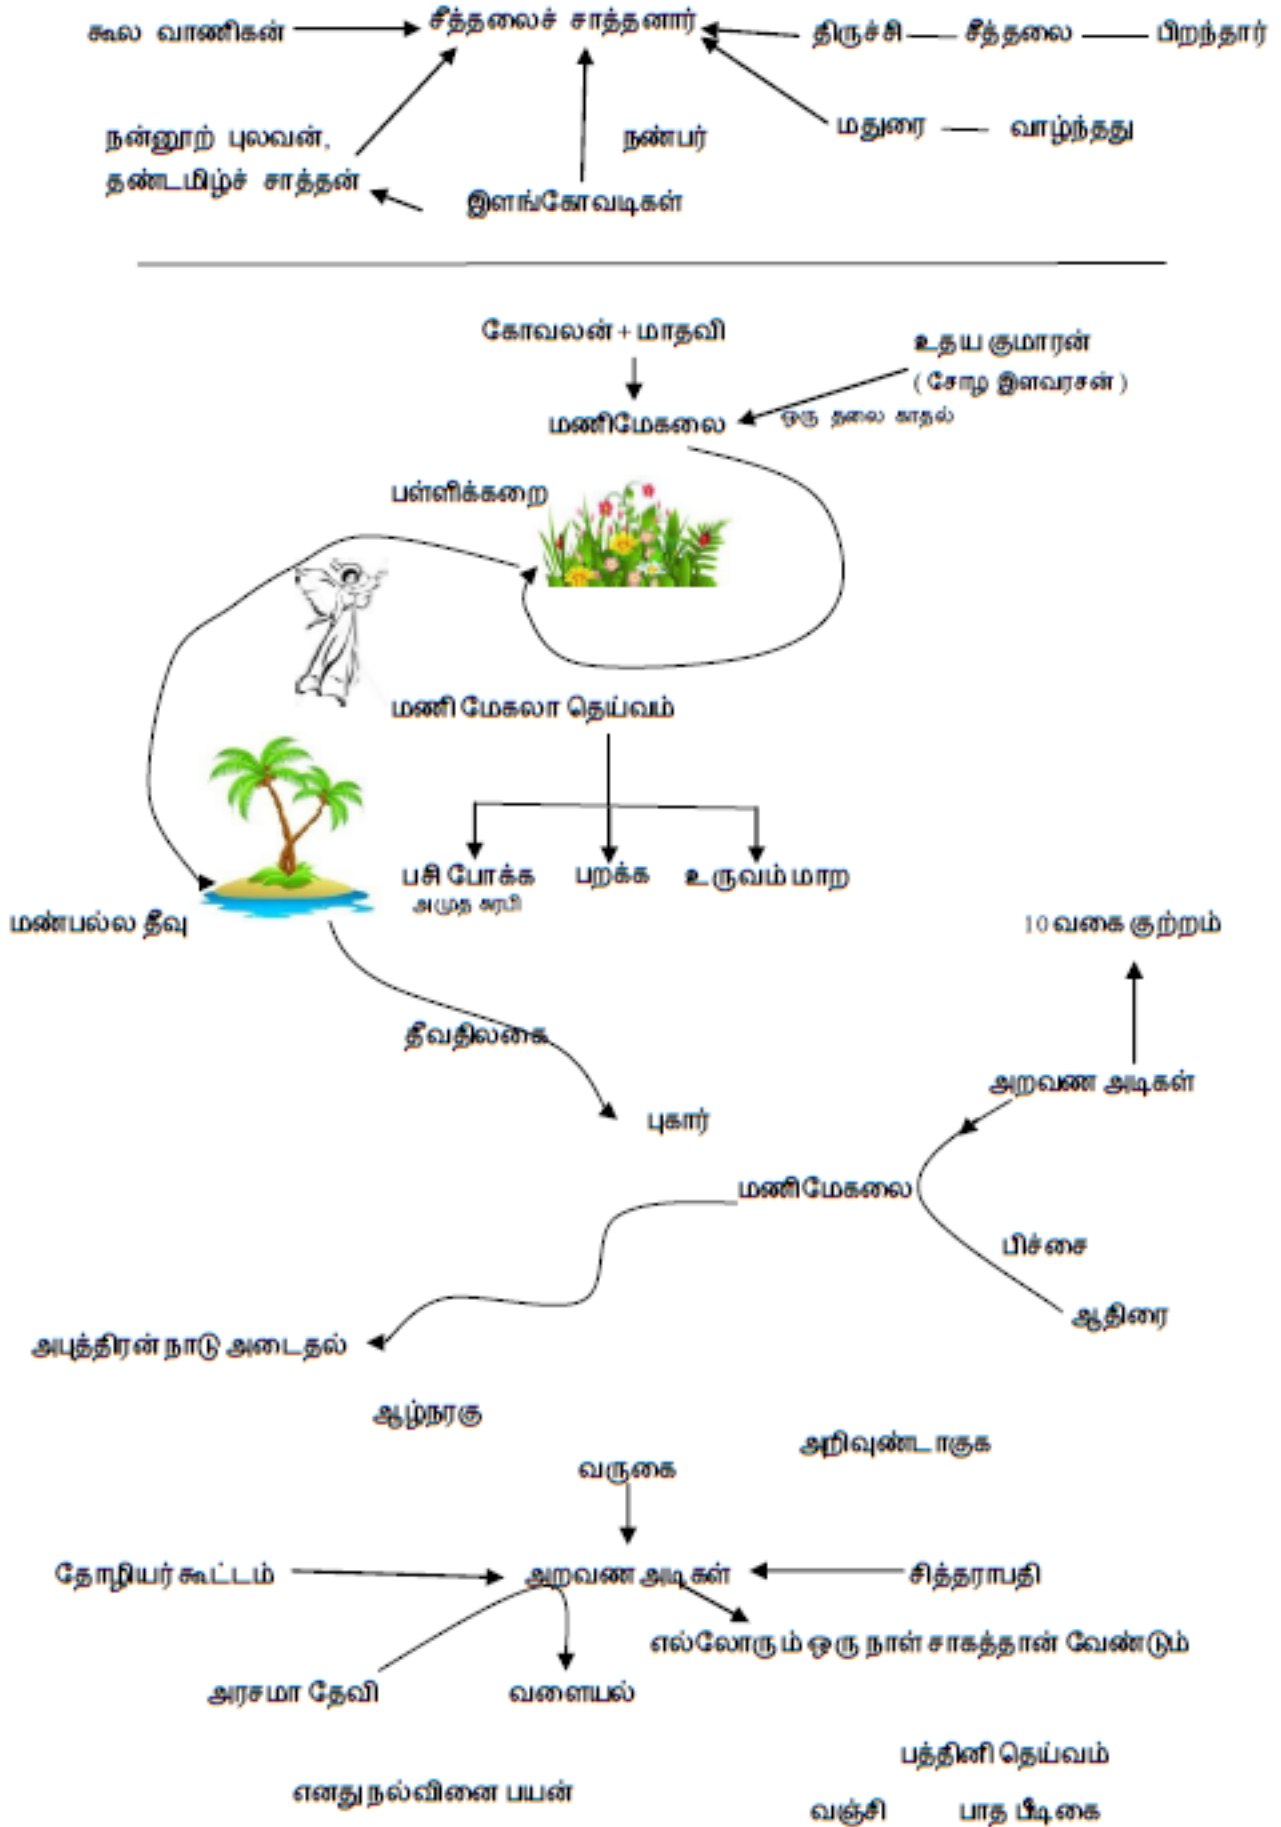 கூல வாணிகன்
சீத்தலைச் சாத்தனார்
திருச்சி
சீத்தலை
பிறந்தார்
நன்னூற் புலவன்,
தண்டமிழ்ச் சாத்தன்
நண்பர்
மதுரை
வாழ்ந்தது
இளங்கோவடிகள்
கோவலன் + மாதவி
உதய குமாரன்
( சோழ இளவரசன் )
ஒரு தலை காதல்
மணிமேகலை
பள்ளிக்கறை
மணி மேகலா தெய்வம்
பசி போக்க
அமுத சுரபி
பறக்க
உருவம் மாற
மண்பல்ல தீவு
10 வகை குற்றம்
தீவதிலகை
அறவண அடிகள்
புகார்
மணிமேகலை
பிச்சை
ஆதிரை
அபுத்திரன் நாடு அடைதல்
ஆழ்நரகு
அறிவுண்டாகுக
வருகை
தோழியர் கூட்டம்
அறவண அடிகள்
சித்தராபதி
எல்லோரும் ஒரு நாள் சாகத்தான் வேண்டும்
அரசமா தேவி
வளையல்
பத்தினி தெய்வம்
எனது நல்வினை பயன்
வஞ்சி
பாத பீடிகை